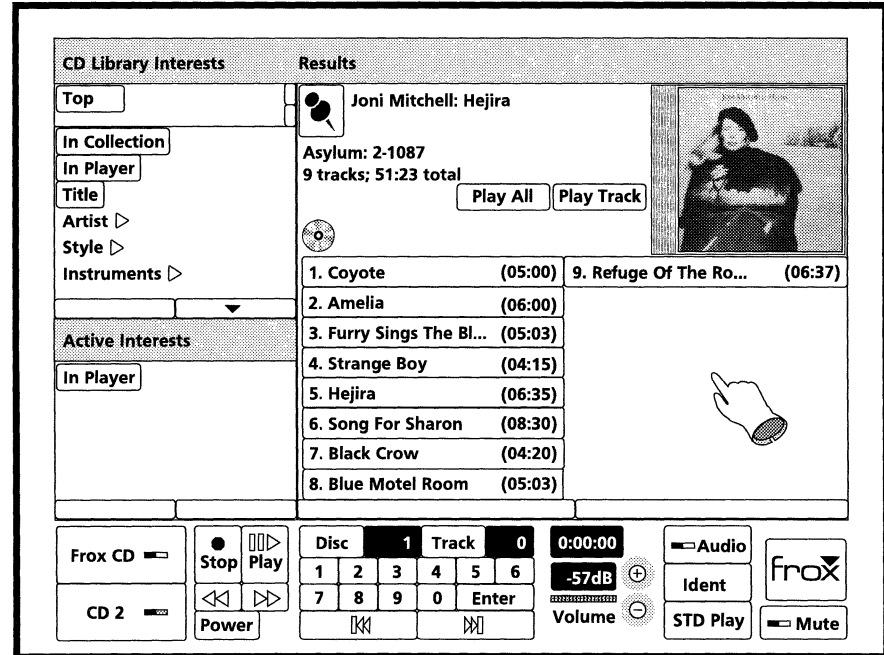 CD Library Interests
Results
Top
In Collection
In Player
Title
Artist
Style
Instruments
Active Interests
In Player
Joni Mitchell: Hejira
Asylum: 2-1087
9 tracks; 51:23 total
Play All
Play Track
1. Coyote (05:00)
2. Amelia (06:00)
3. Furry Sings The Bl... (05:03)
4. Strange Boy (04:15)
5. Hejira (06:35)
6. Song For Sharon (08:30)
7. Black Crow (04:20)
8. Blue Motel Room (05:03)
9. Refuge Of The Ro... (06:37)
Frox CD
CD 2
Stop
Play
Power
Disc 1 Track 0
1 2 3 4 5 6
7 8 9 0 Enter
0:00:00
-57dB
Volume
Audio
Ident
STD Play
frox
Mute